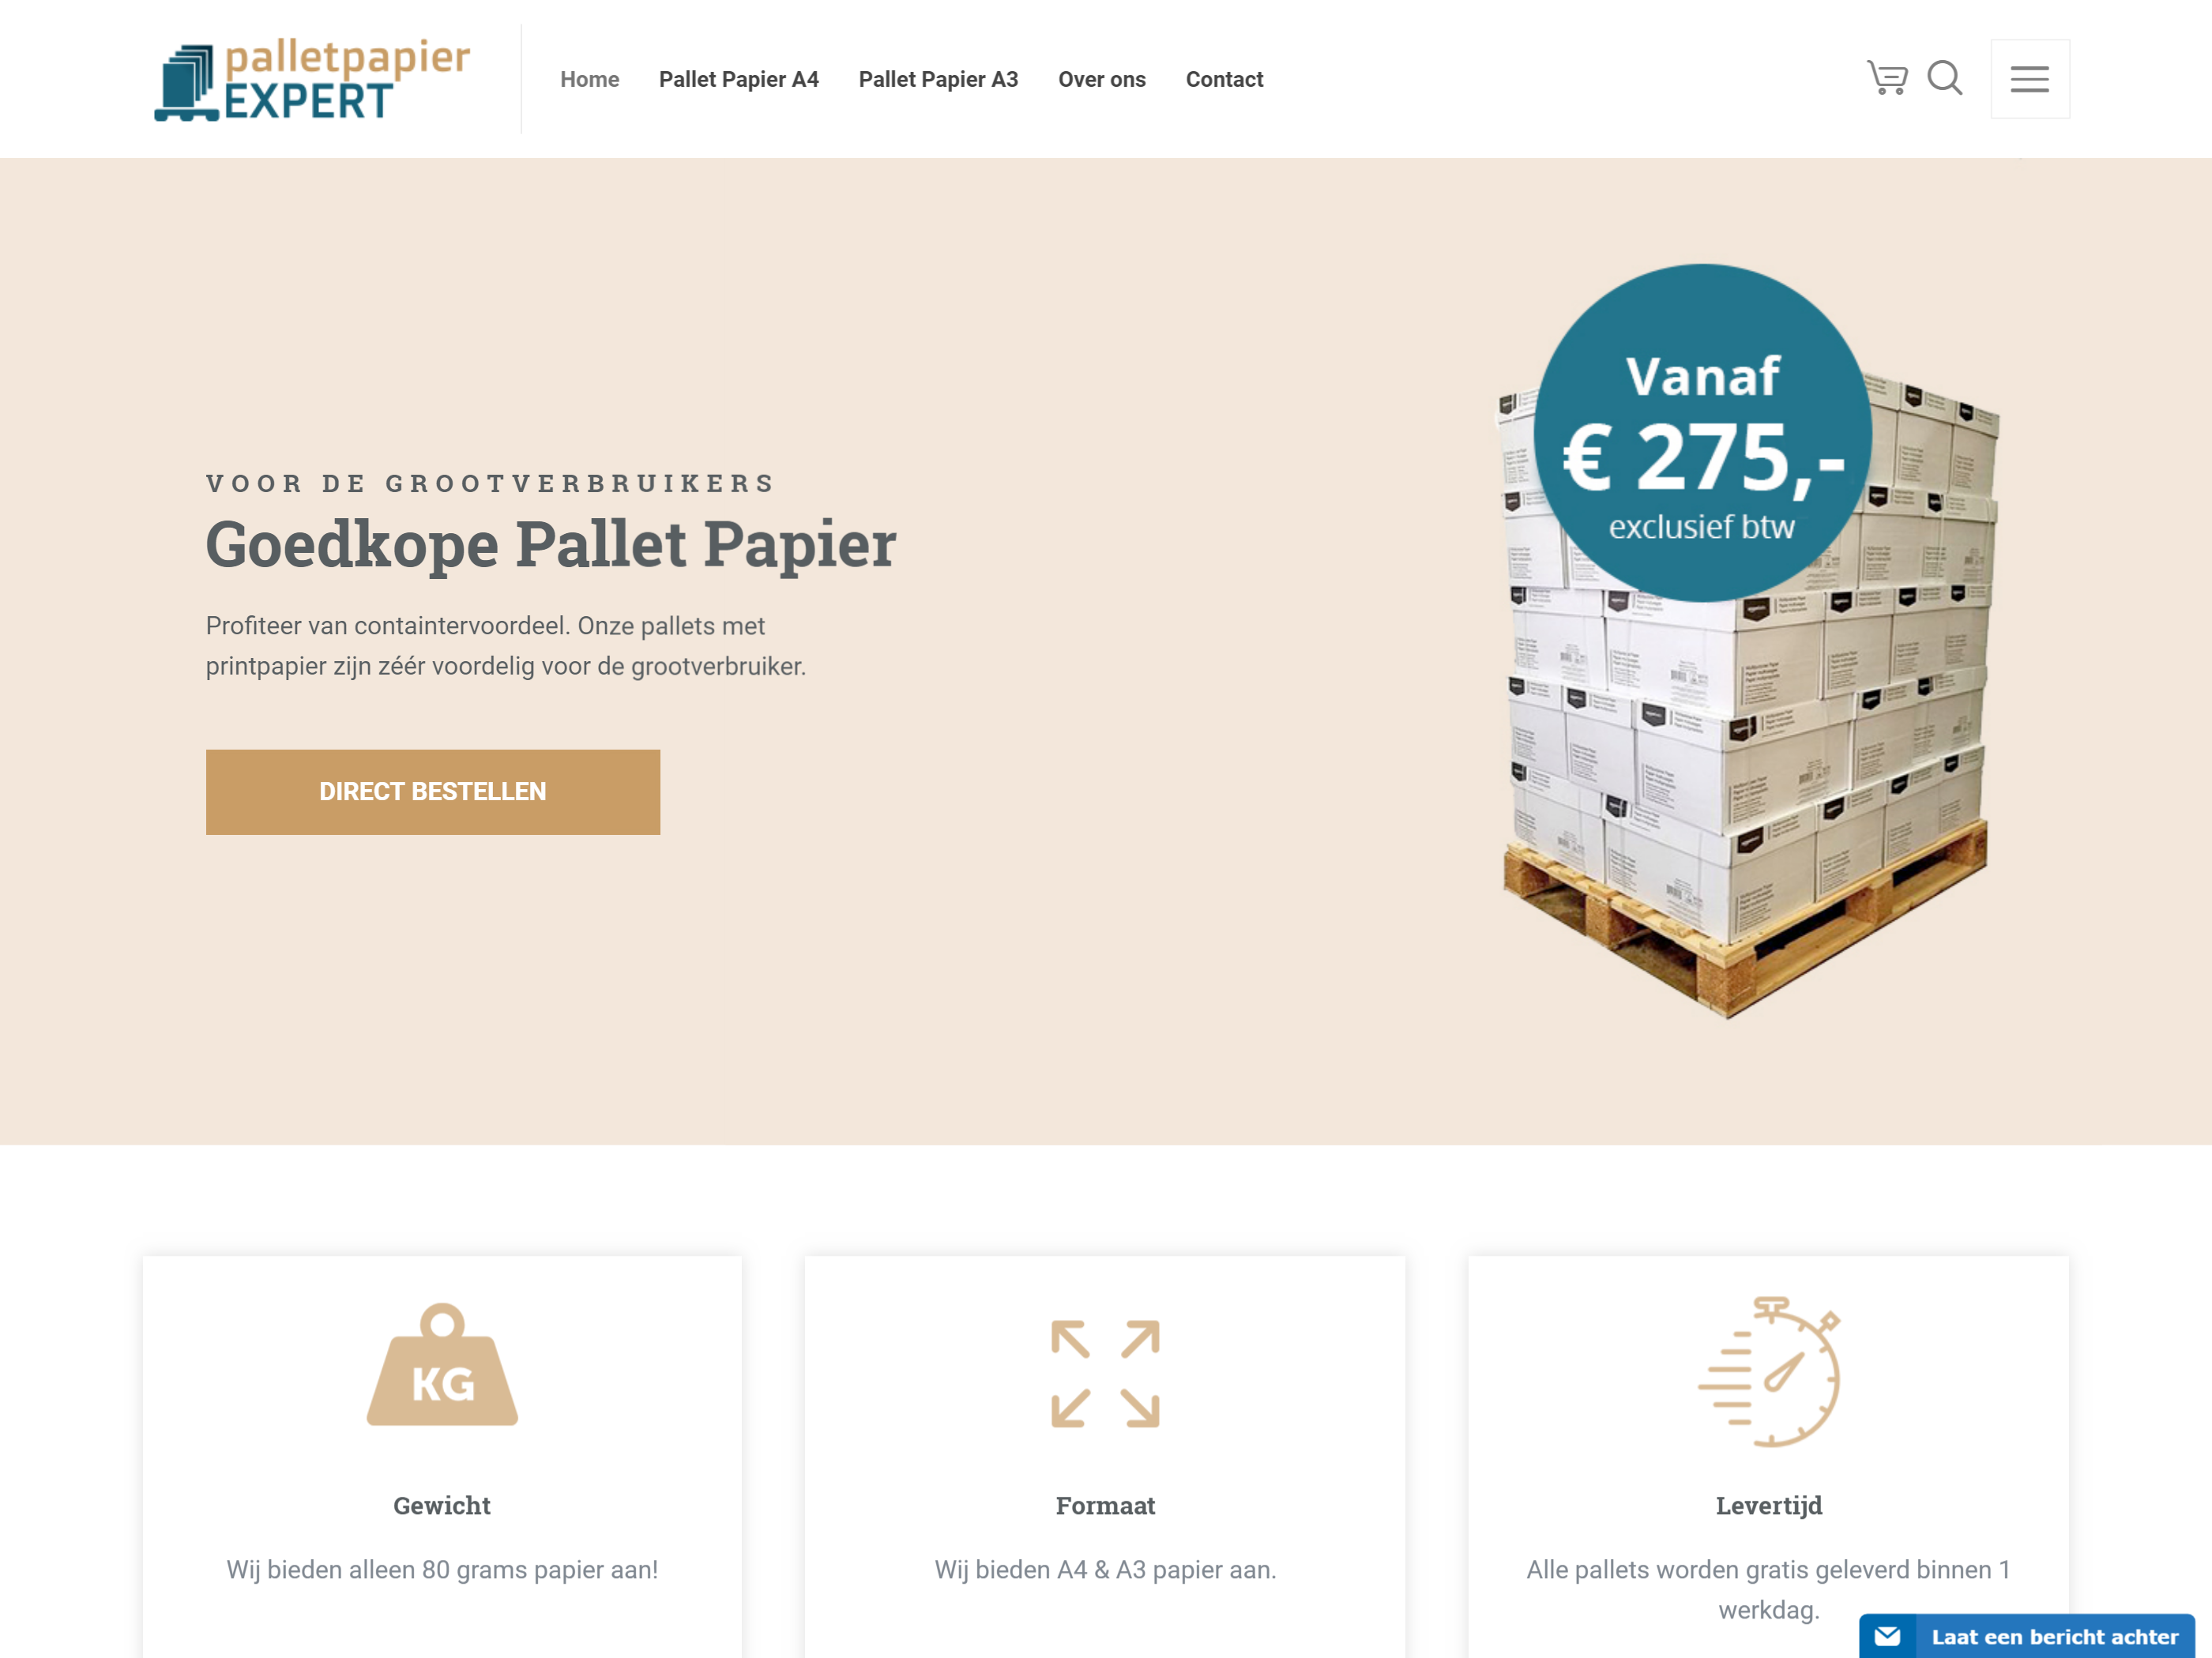 palletpapier
EXPERT
Home
Pallet Papier A4
Pallet Papier A3
Over ons
Contact
VOOR DE GROOTVERBRUIKERS
Goedkope Pallet Papier
Profiteer van containtervoordeel. Onze pallets met
printpapier zijn zéér voordelig voor de grootverbruiker.
DIRECT BESTELLEN
Vanaf
€ 275,-
exclusief btw
KG
Gewicht
Wij bieden alleen 80 grams papier aan!
Formaat
Wij bieden A4 & A3 papier aan.
Levertijd
Alle pallets worden gratis geleverd binnen 1
werkdag.
Laat een bericht achter